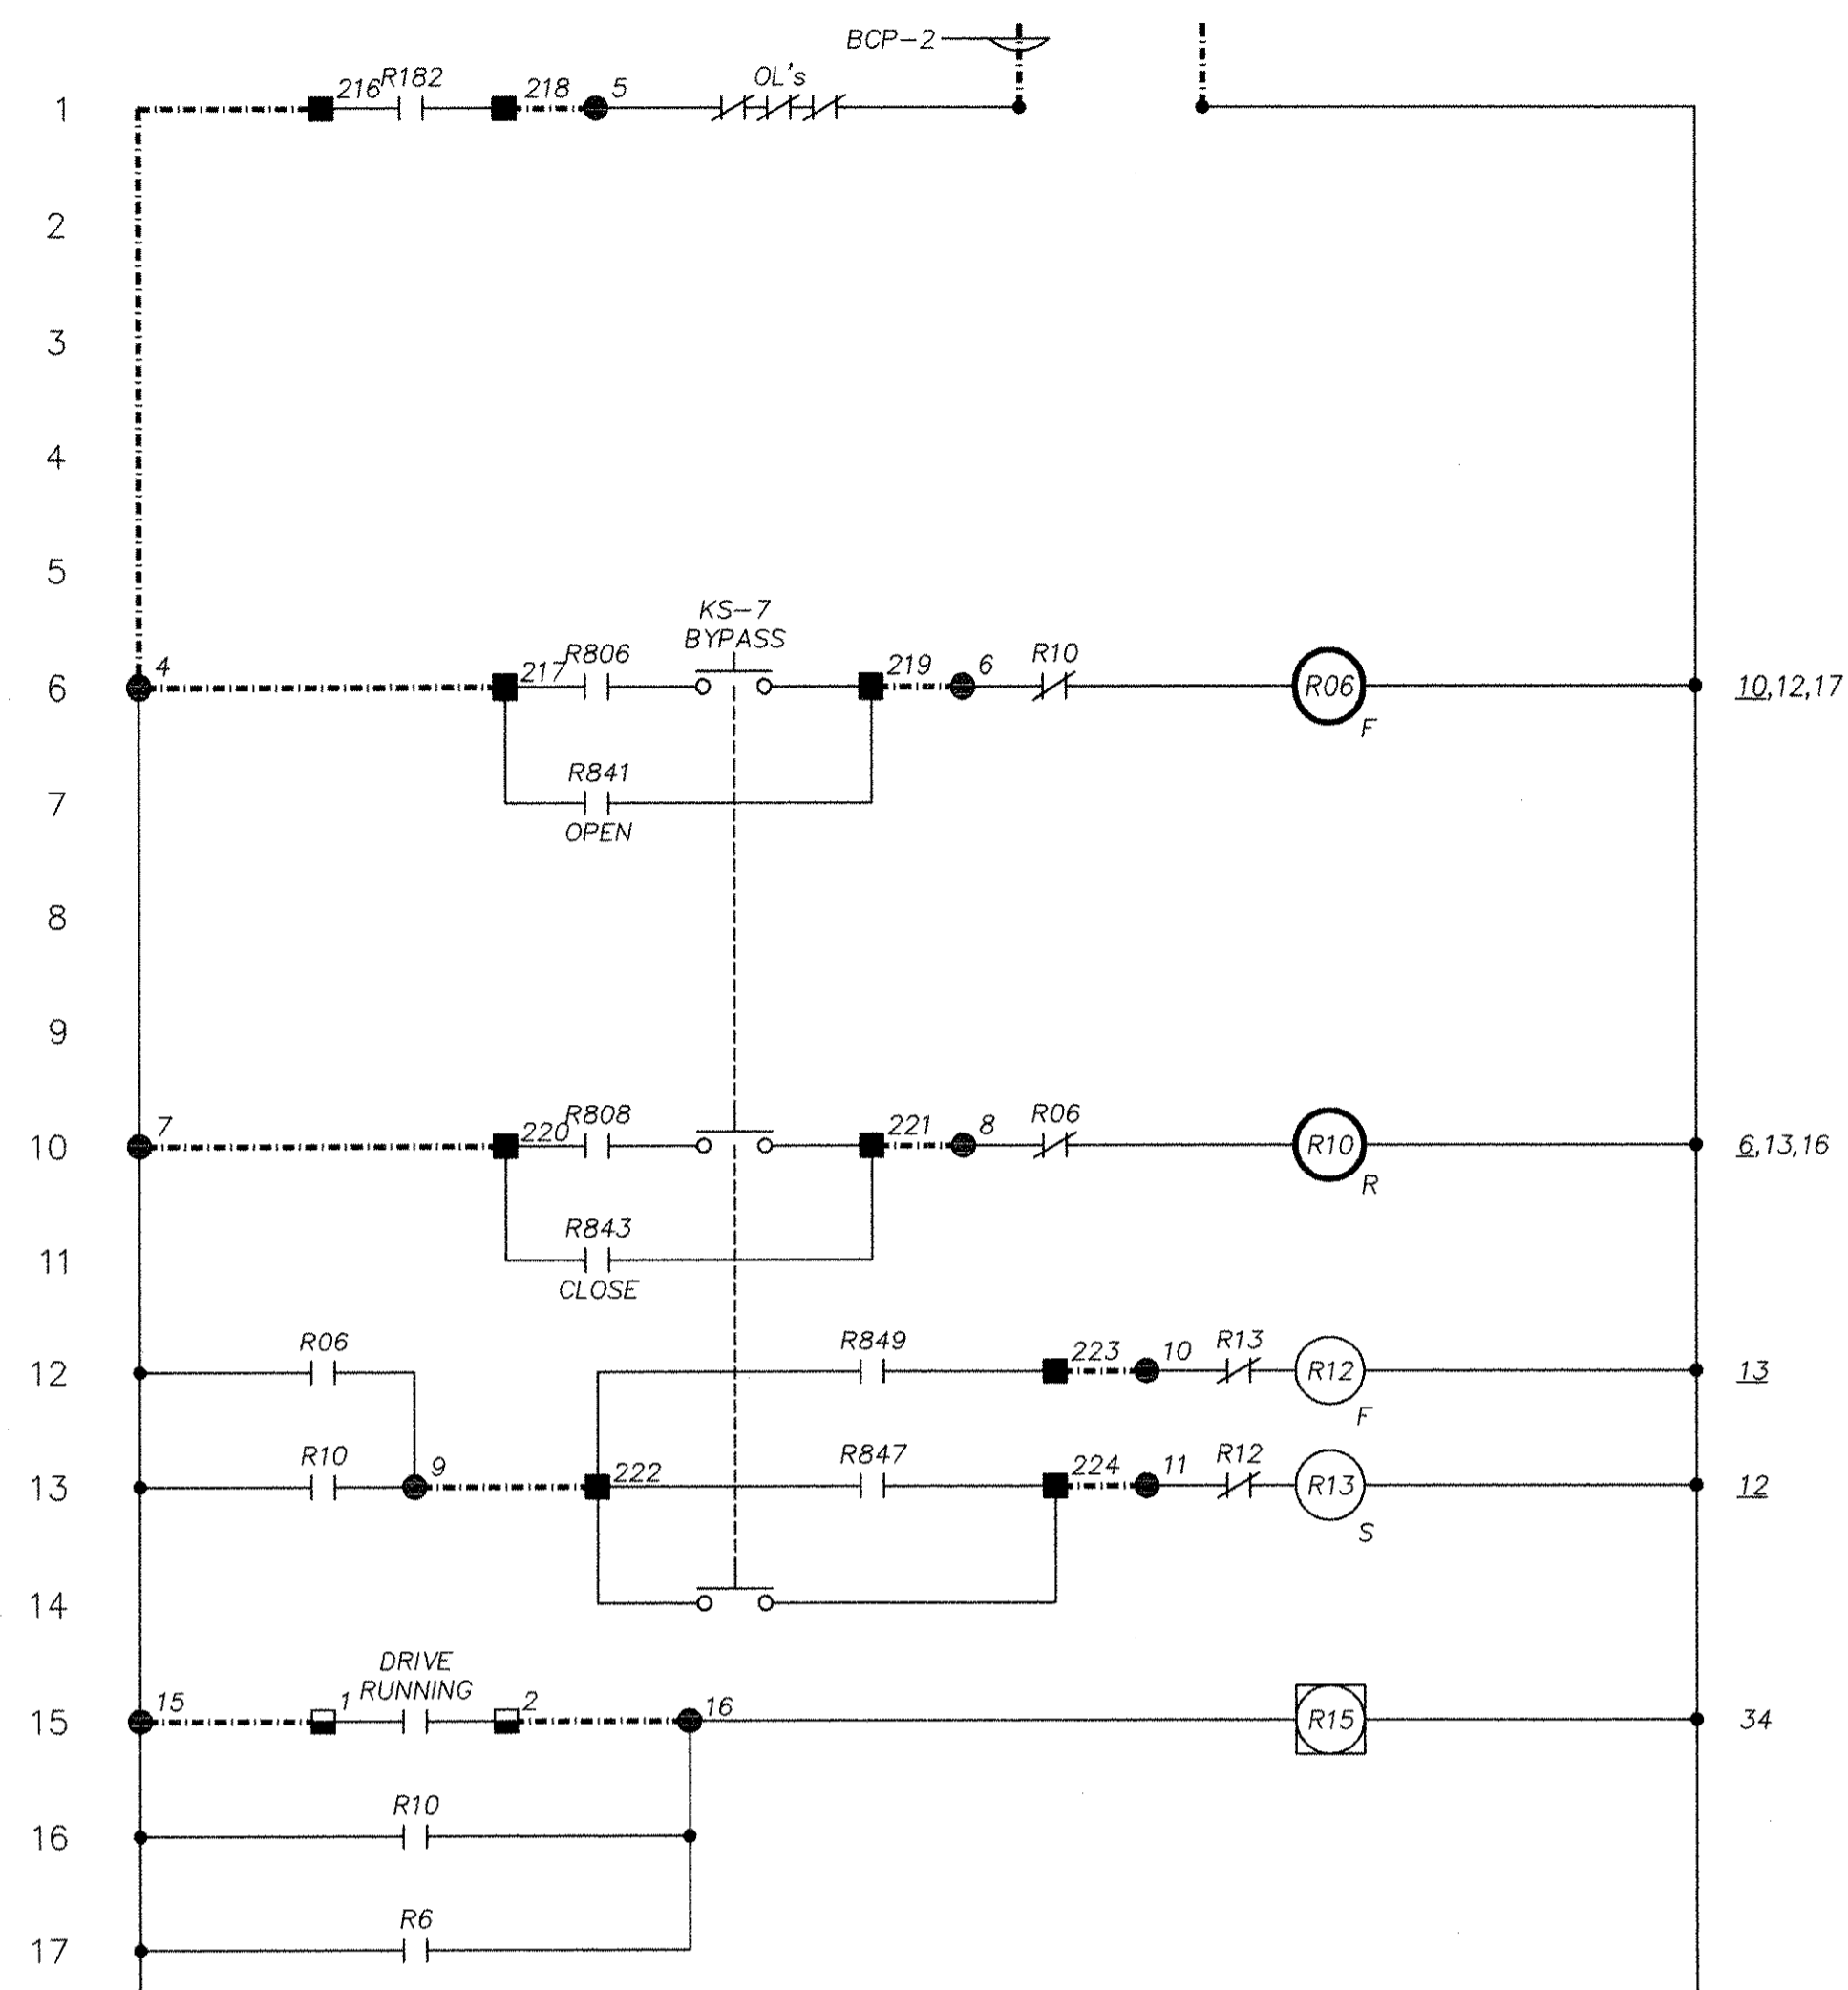 BCP-2
1 216 R182 218 5 OL's
2
3
4
5
KS-7
BYPASS
6 4 217 R806 219 6 R10 R06 10,12,17
F
7 R841
OPEN
8
9
10 7 220 R808 221 8 R06 R10 6,13,16
R
11 R843
CLOSE
12 R06 R849 223 10 R13 R12 13
F
13 R10 9 222 R847 224 11 R12 R13 12
S
14
DRIVE
RUNNING
15 15 1 2 16 R15 34
16 R10
17 R6